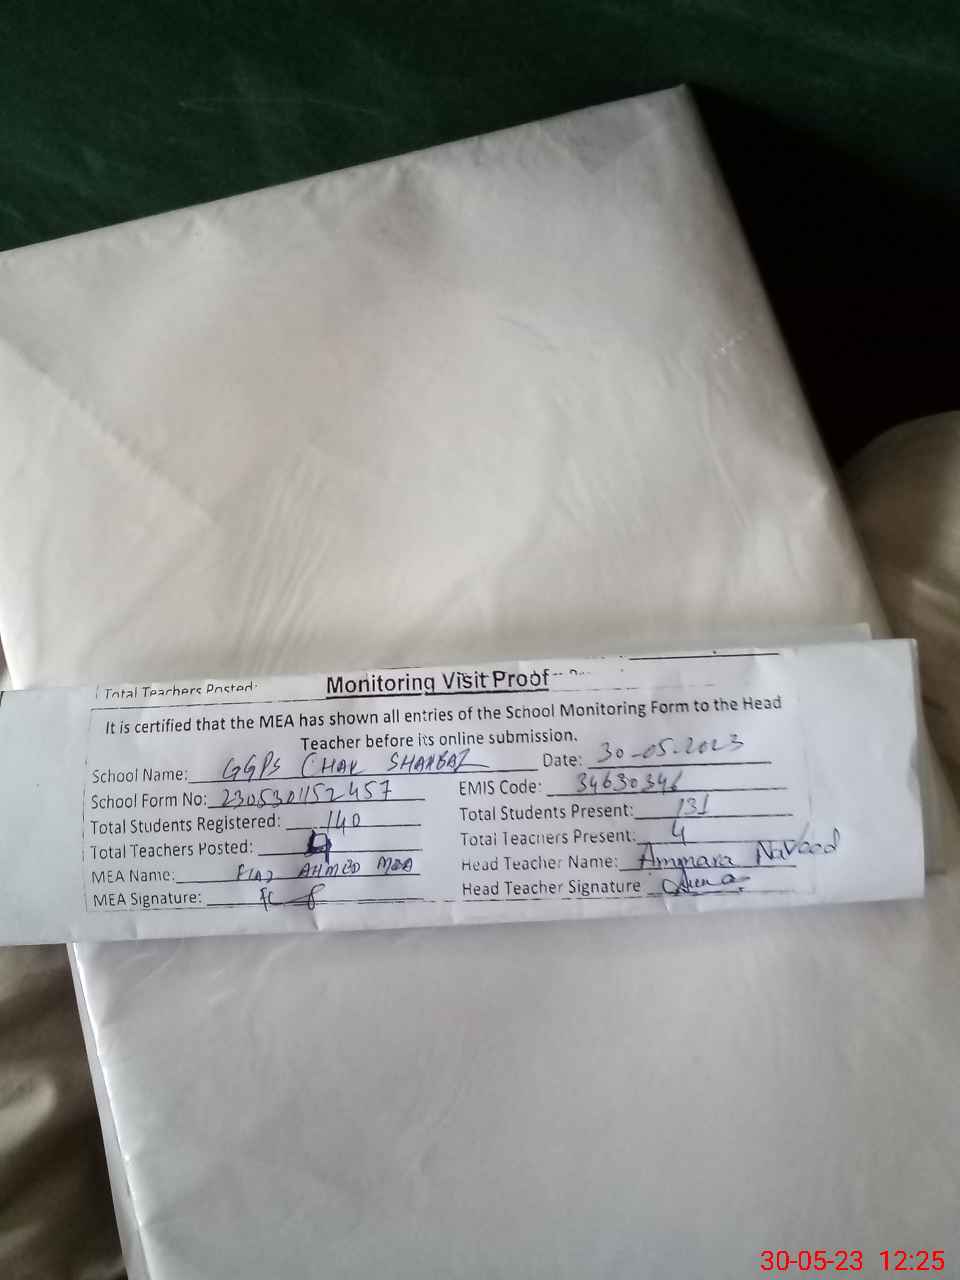 Total Teachers Posted:
Monitoring Visit Proof
It is certified that the MEA has shown all entries of the School Monitoring Form to the Head
Teacher before its online submission.
School Name: GGPS CHAK SHAHBAZ Date: 30-05-2023
School Form No: 2305301152457 EMIS Code: 34630346
Total Students Registered: 140 Total Students Present: 131
Total Teachers Posted: 4 Total Teachers Present: 4
MEA Name: AHMED MEA Head Teacher Name: Ammara Naveed
MEA Signature: Head Teacher Signature
30-05-23 12:25